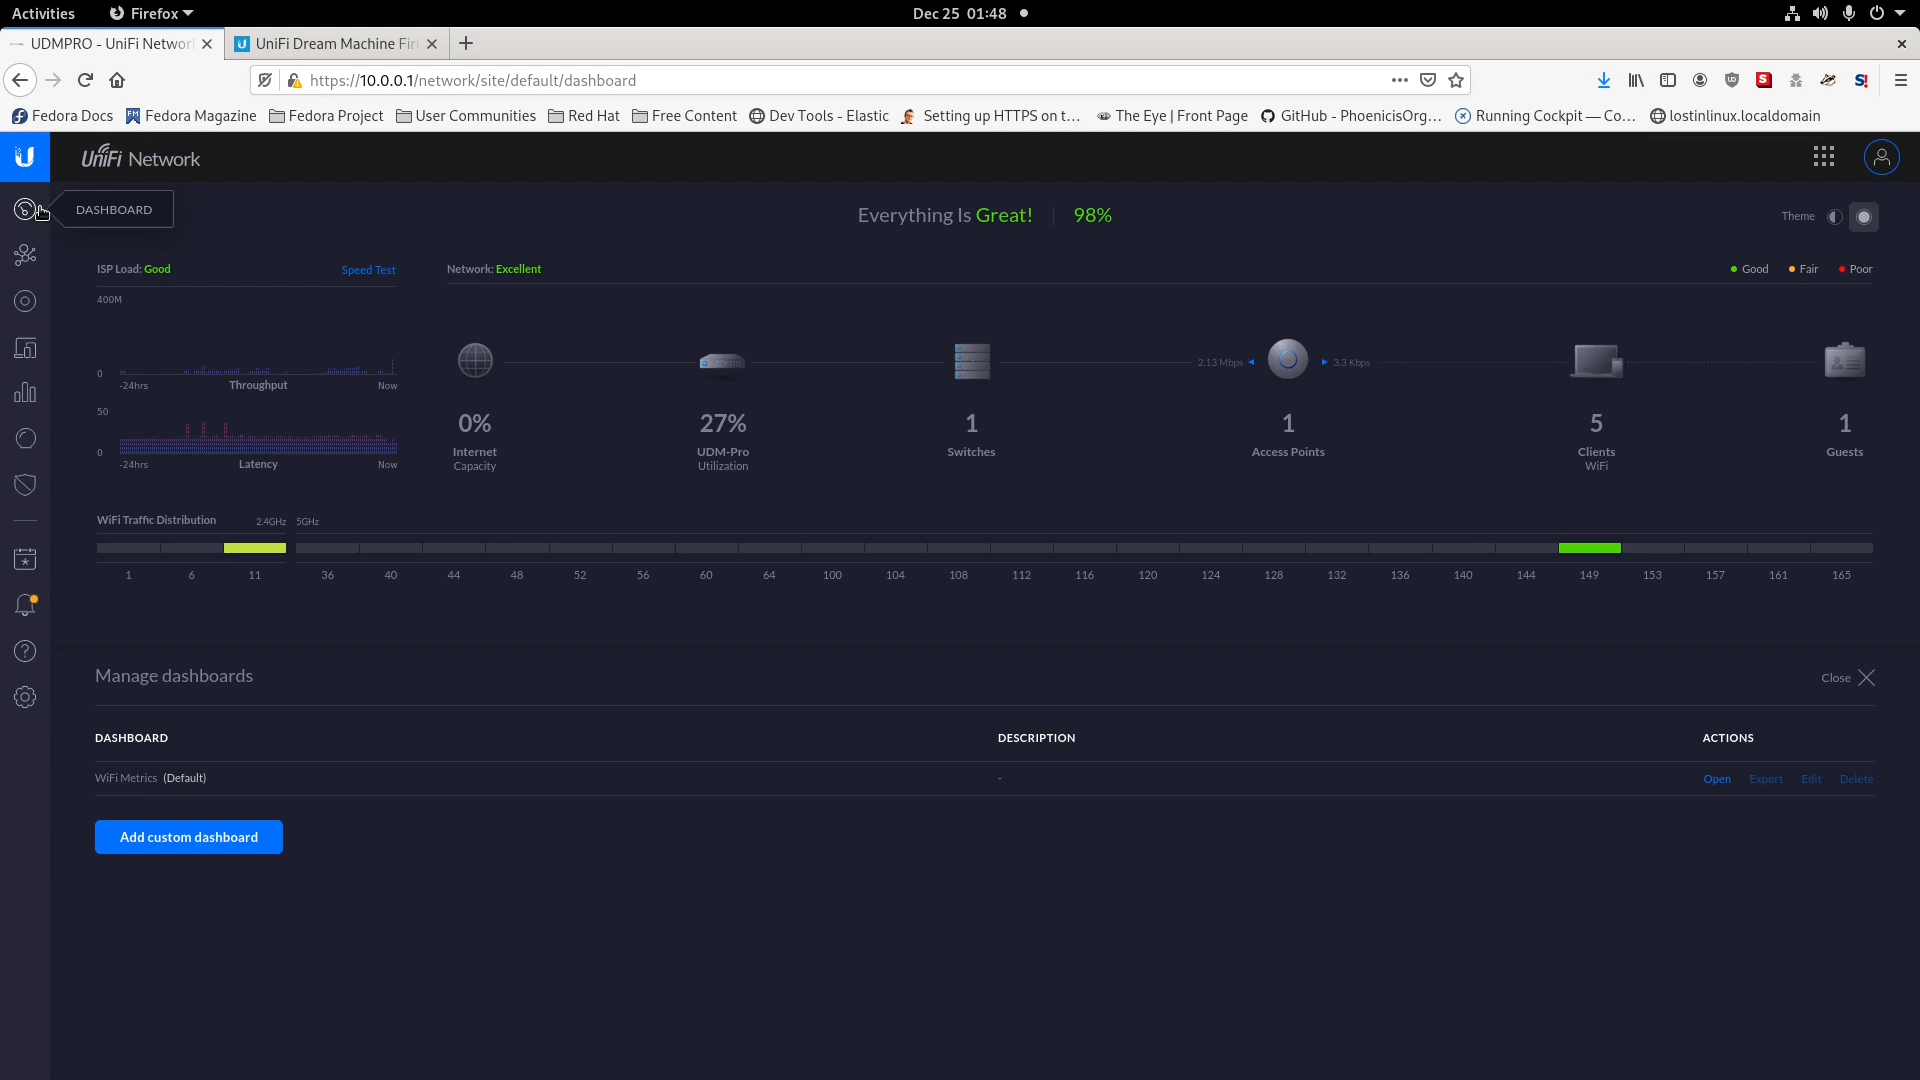 Activities Firefox Dec 25 01:48
UDMPRO - UniFi Networ UniFi Dream Machine Fir
https://10.0.0.1/network/site/default/dashboard
Fedora Docs Fedora Magazine Fedora Project User Communities Red Hat Free Content Dev Tools - Elastic Setting up HTTPS on t... The Eye | Front Page GitHub - PhoenicisOrg... Running Cockpit — Co... lostinlinux.localdomain
UniFi Network
DASHBOARD
Everything Is Great! 98%
Theme
ISP Load: Good Speed Test
Network: Excellent
Good Fair Poor
400M
0
-24hrs Throughput Now
50
0
-24hrs Latency Now
2.13 Mbps 3.3 Kbps
0% 27% 1 1 5 1
Internet UDM-Pro Switches Access Points Clients Guests
Capacity Utilization WiFi
WiFi Traffic Distribution 2.4GHz 5GHz
1 6 11 36 40 44 48 52 56 60 64 100 104 108 112 116 120 124 128 132 136 140 144 149 153 157 161 165
Manage dashboards Close
DASHBOARD DESCRIPTION ACTIONS
WiFi Metrics (Default) - Open Export Edit Delete
Add custom dashboard